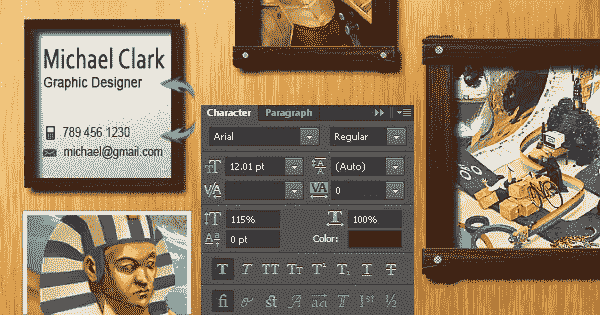 Michael Clark
Graphic Designer
789 456 1230
michael@gmail.com
Character Paragraph
Arial Regular
12.01 pt (Auto)
0
115% 100%
0 pt Color:
T T TT TT T¹ T₁ T T
fi st A aa T 1st ½